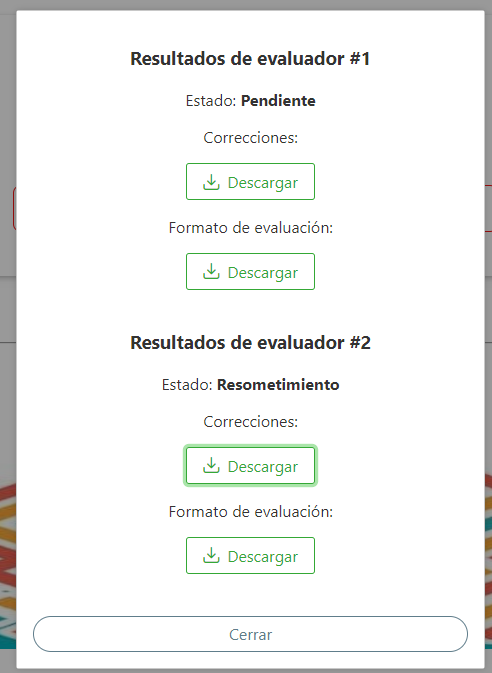 Resultados de evaluador #1
Estado: Pendiente
Correcciones:
Descargar
Formato de evaluación:
Descargar
Resultados de evaluador #2
Estado: Resometimiento
Correcciones:
Descargar
Formato de evaluación:
Descargar
Cerrar